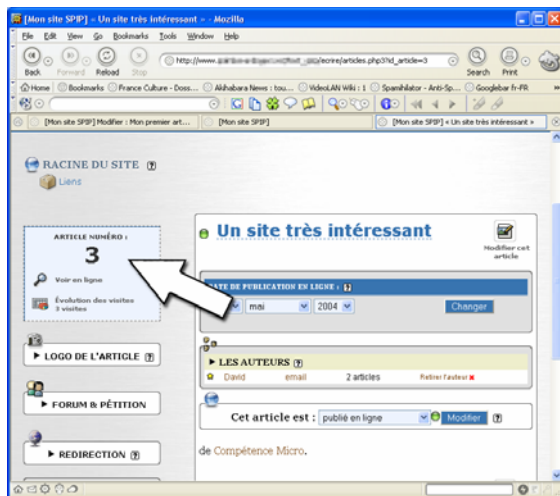 [Mon site SPIP] - Un site très intéressant » - Mozilla
File Edit View Go Bookmarks Tools Window Help
Back Forward Reload Stop
http://www. /ecrire/articles.php3?id_article=3
Search Print
Home Bookmarks France Culture - Doss... Akihabara News : tou... VideoLAN Wiki : 1 Spamihilator - Anti-Sp... Googlebar fr-FR
[Mon site SPIP] Modifier : Mon premier art... [Mon site SPIP] [Mon site SPIP] « Un site très intéressant »
RACINE DU SITE
Liens
ARTICLE NUMÉRO :
3
Voir en ligne
Évolution des visites
3 visites
LOGO DE L'ARTICLE
FORUM & PÉTITION
REDIRECTION
Un site très intéressant
Modifier cet
article
DATE DE PUBLICATION EN LIGNE :
mai 2004 Changer
LES AUTEURS
David email 2 articles Retirer l'auteur
Cet article est : publié en ligne Modifier
de Compétence Micro.